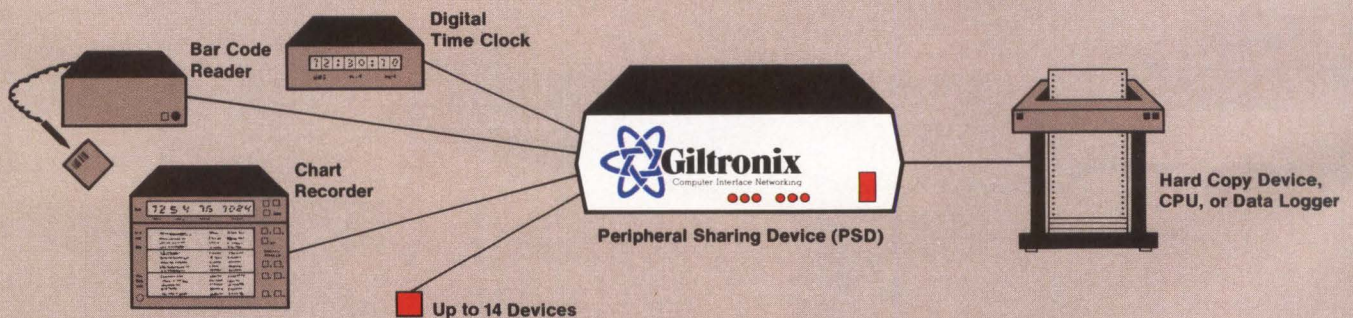 Digital
Time Clock
Bar Code
Reader
Chart
Recorder
Giltronix
Computer Interface Networking
Peripheral Sharing Device (PSD)
Hard Copy Device,
CPU, or Data Logger
Up to 14 Devices